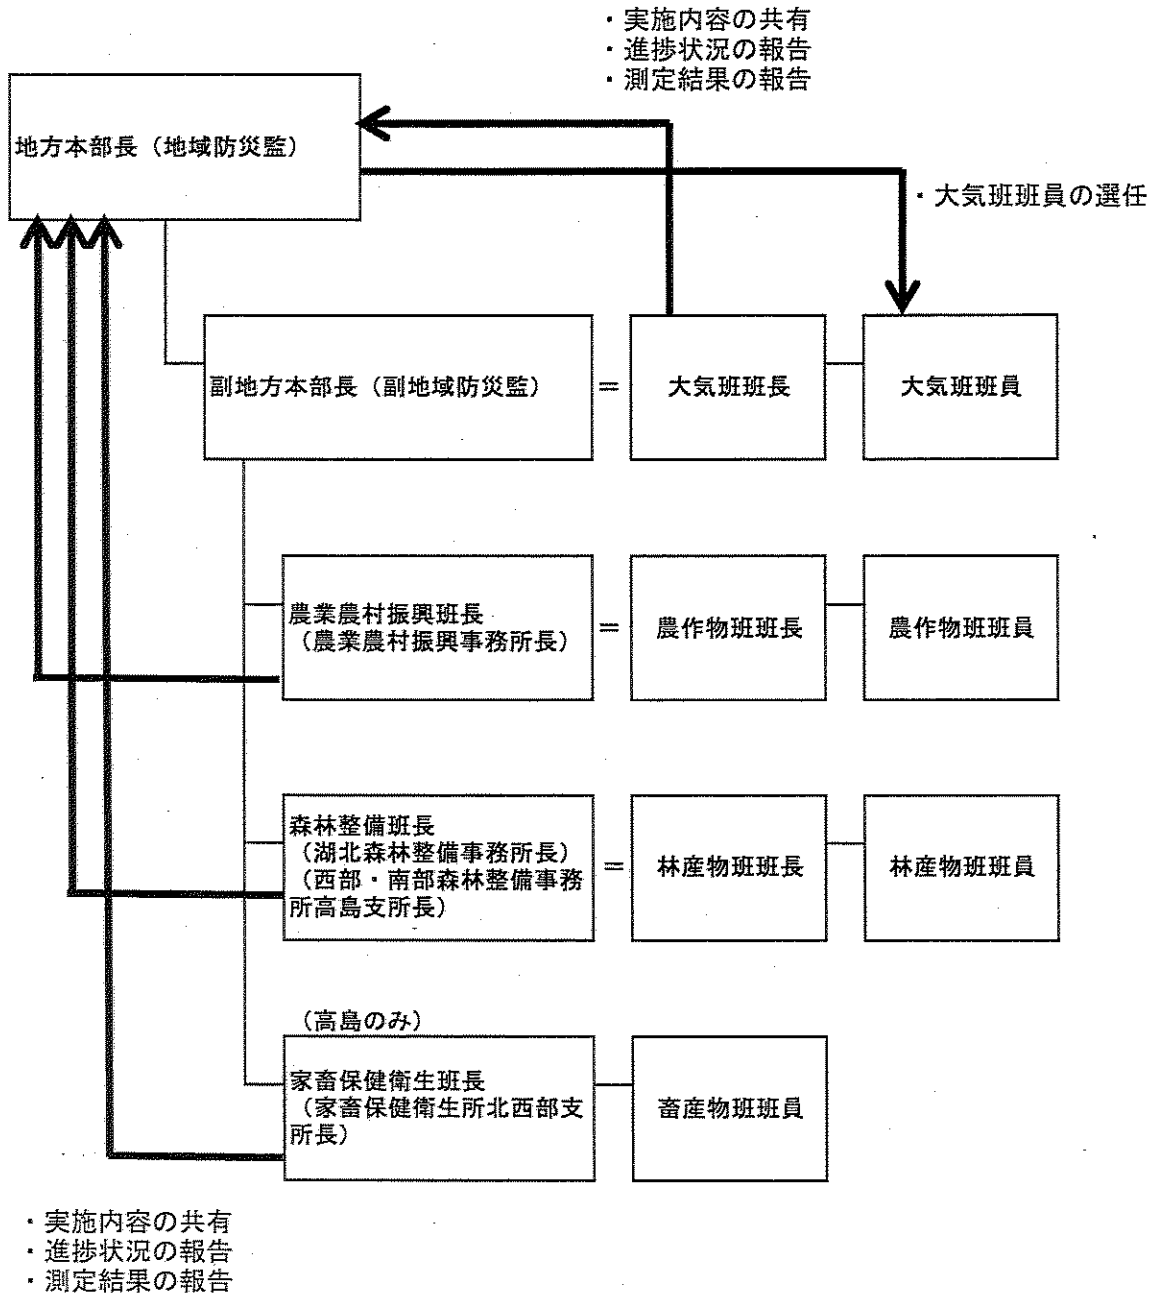 ・実施内容の共有
・進捗状況の報告
・測定結果の報告
地方本部長（地域防災監）
・大気班班員の選任
副地方本部長（副地域防災監）
＝
大気班班長
大気班班員
農業農村振興班長
（農業農村振興事務所長）
＝
農作物班班長
農作物班班員
森林整備班長
（湖北森林整備事務所長）
（西部・南部森林整備事務
所高島支所長）
＝
林産物班班長
林産物班班員
（高島のみ）
家畜保健衛生班長
（家畜保健衛生所北西部支
所長）
畜産物班班員
・実施内容の共有
・進捗状況の報告
・測定結果の報告